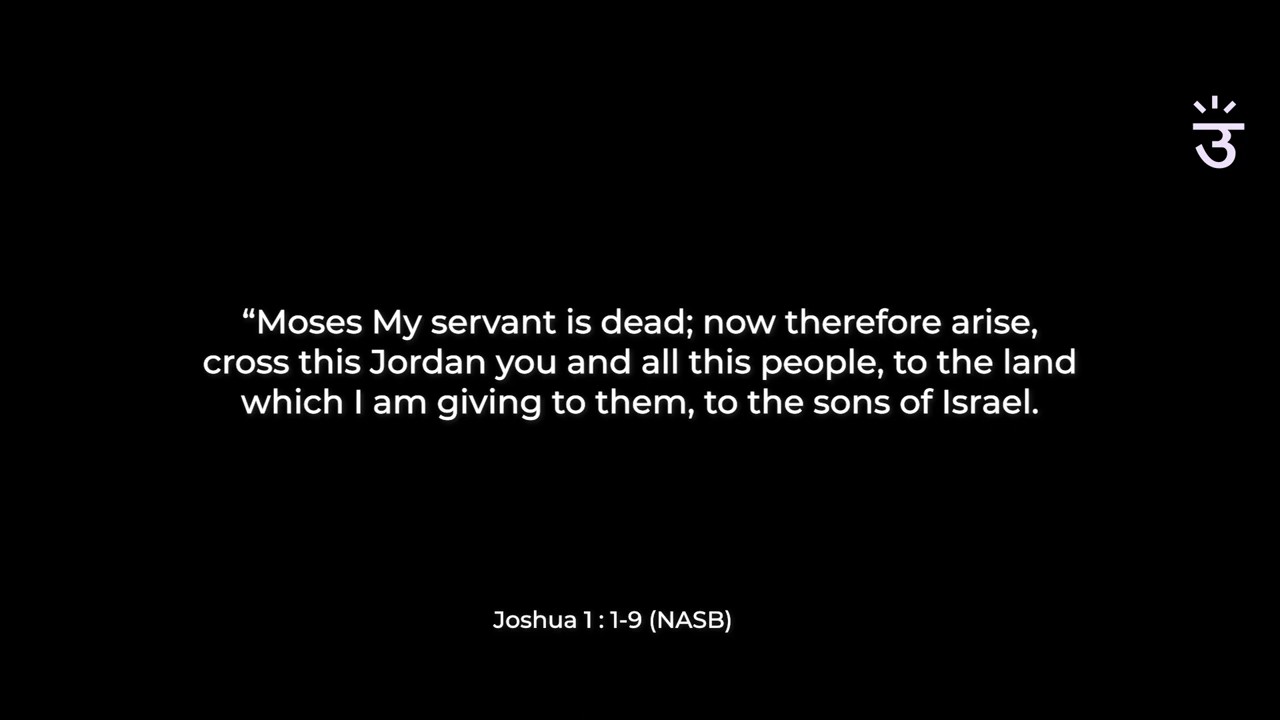 उ
“Moses My servant is dead; now therefore arise,
cross this Jordan you and all this people, to the land
which I am giving to them, to the sons of Israel.
Joshua 1 : 1-9 (NASB)